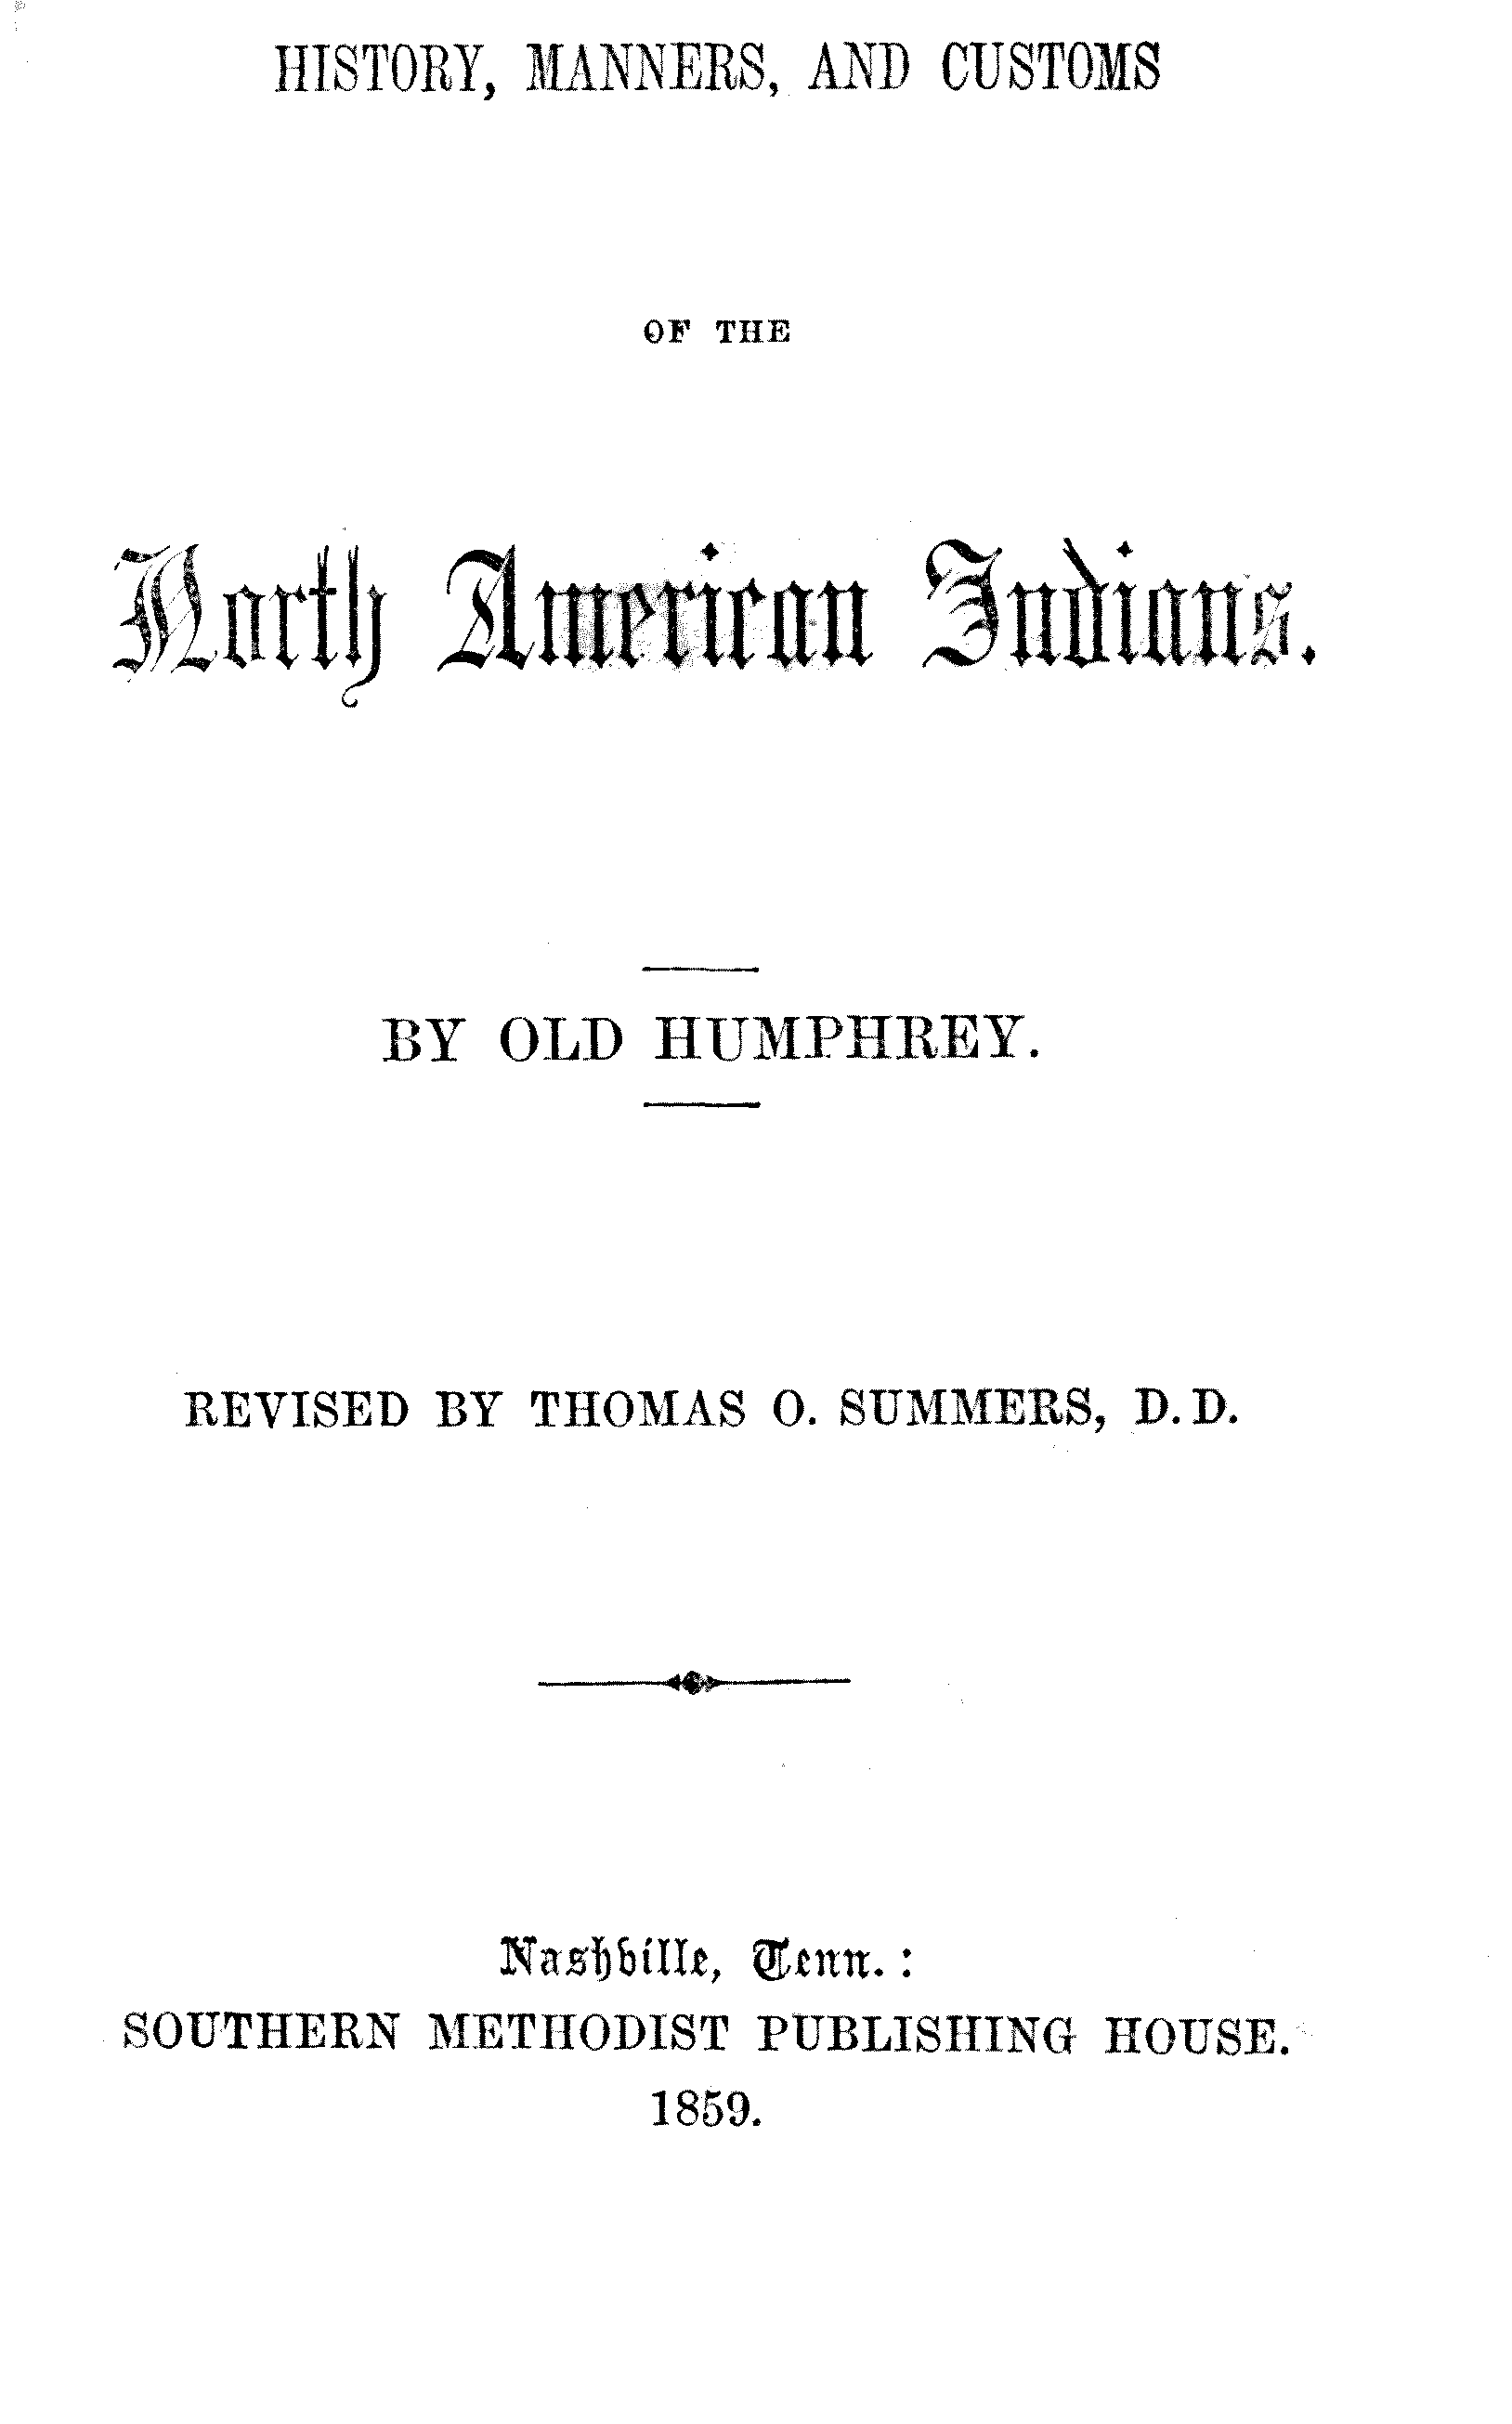 HISTORY, MANNERS, AND CUSTOMS
OF THE
North American Indians.
BY OLD HUMPHREY.
REVISED BY THOMAS O. SUMMERS, D.D.
Nashville, Tenn.:
SOUTHERN METHODIST PUBLISHING HOUSE.
1859.